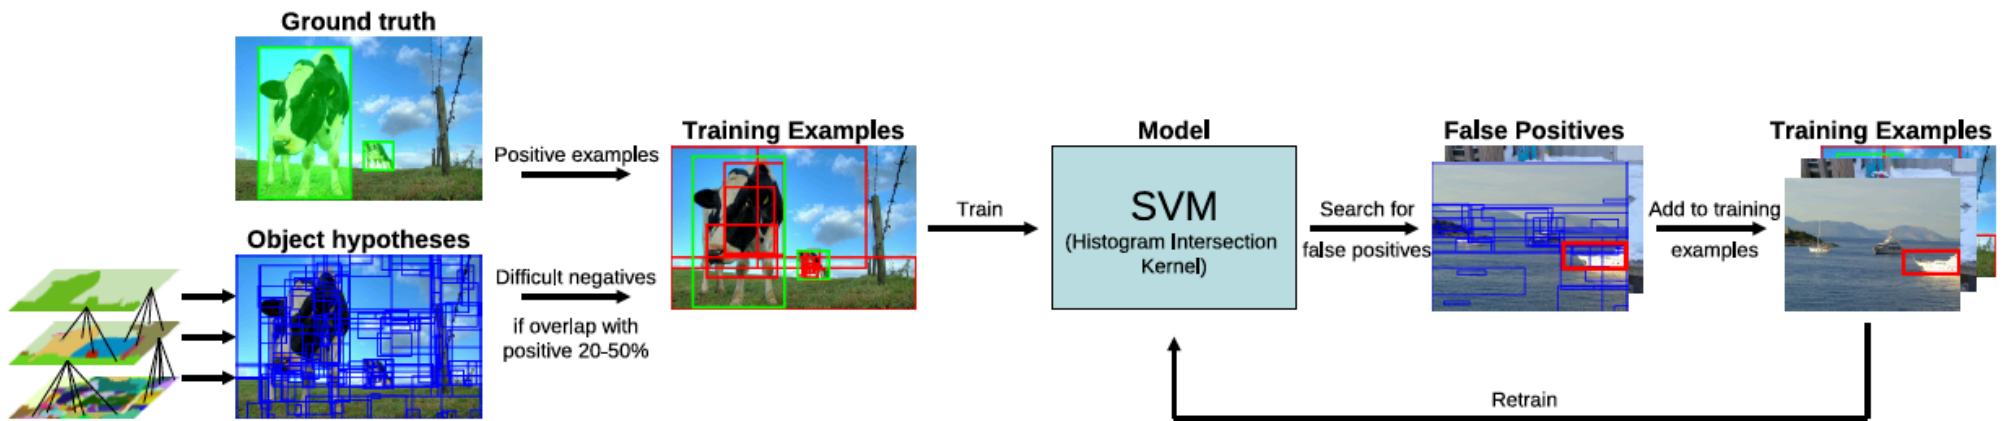 Ground truth
Positive examples
Object hypotheses
Difficult negatives
if overlap with
positive 20-50%
Training Examples
Train
Model
SVM
(Histogram Intersection
Kernel)
Search for
false positives
False Positives
Add to training
examples
Training Examples
Retrain